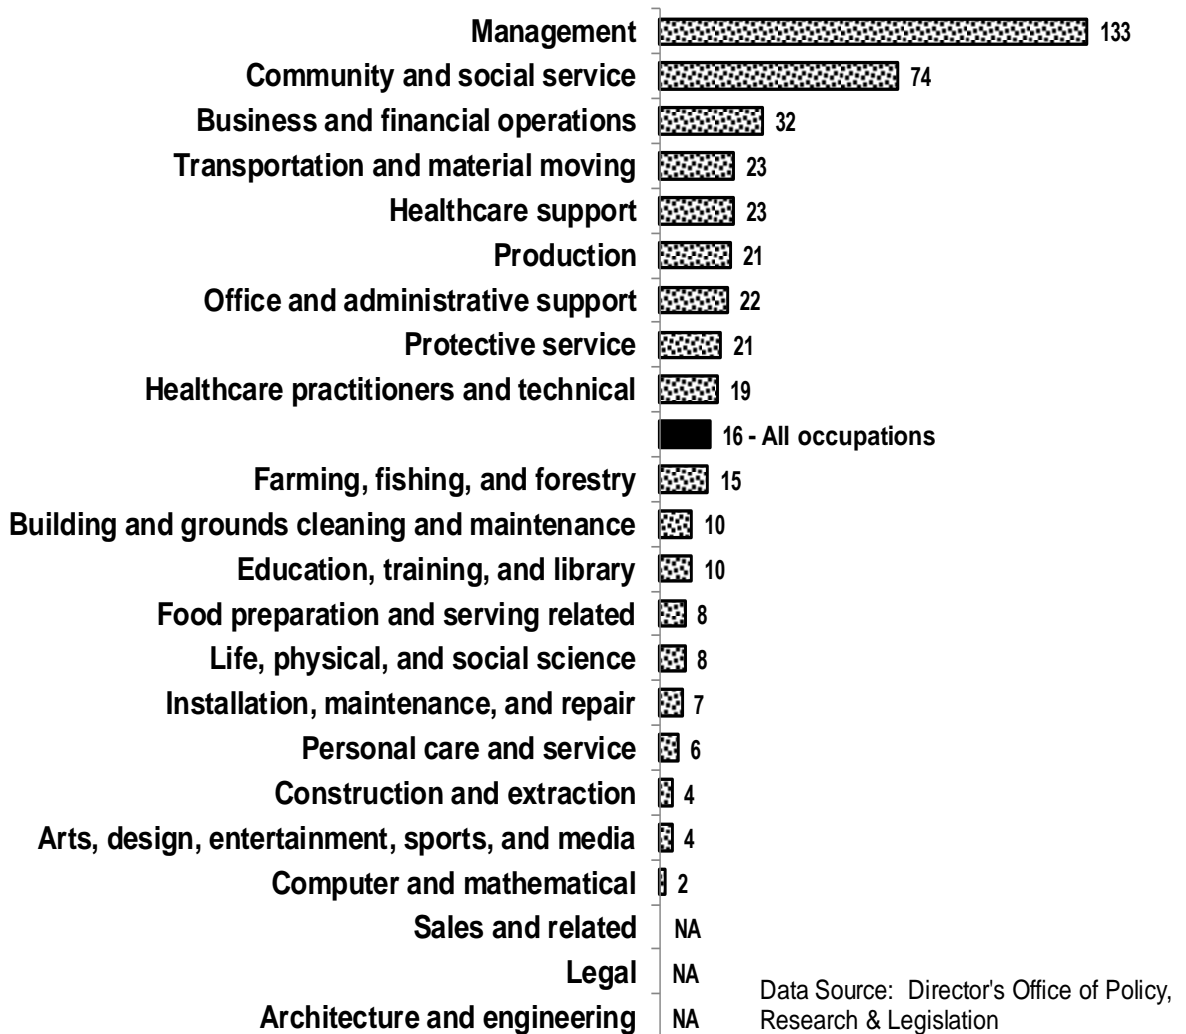 Management 133
Community and social service 74
Business and financial operations 32
Transportation and material moving 23
Healthcare support 23
Production 21
Office and administrative support 22
Protective service 21
Healthcare practitioners and technical 19
16 - All occupations
Farming, fishing, and forestry 15
Building and grounds cleaning and maintenance 10
Education, training, and library 10
Food preparation and serving related 8
Life, physical, and social science 8
Installation, maintenance, and repair 7
Personal care and service 6
Construction and extraction 4
Arts, design, entertainment, sports, and media 4
Computer and mathematical 2
Sales and related NA
Legal NA
Architecture and engineering NA
Data Source: Director's Office of Policy,
Research & Legislation